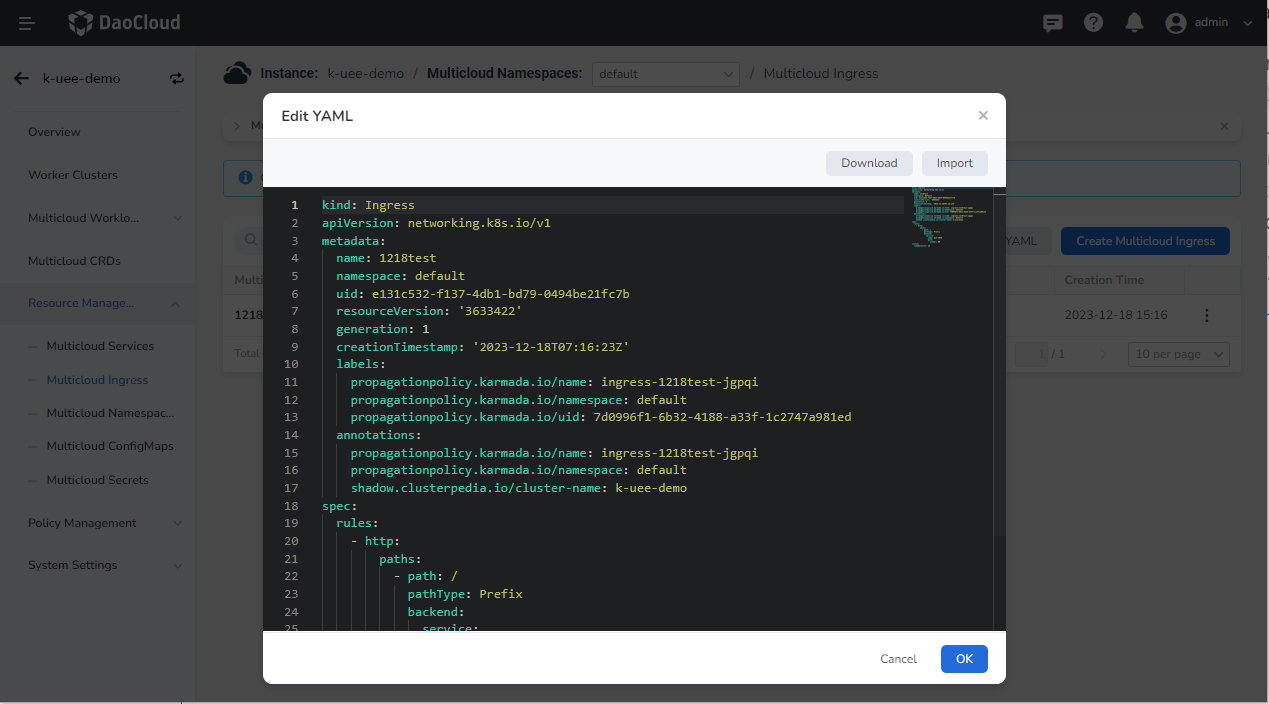 DaoCloud
admin
k-uee-demo
Instance: k-uee-demo / Multicloud Namespaces: default / Multicloud Ingress
Overview
Worker Clusters
Multicloud Worklo...
Multicloud CRDs
Resource Manage...
Multicloud Services
Multicloud Ingress
Multicloud Namespac...
Multicloud ConfigMaps
Multicloud Secrets
Policy Management
System Settings
YAML
Create Multicloud Ingress
Multi
Creation Time
1218
2023-12-18 15:16
Total
1 / 1
10 per page
Edit YAML
Download
Import
1 kind: Ingress
2 apiVersion: networking.k8s.io/v1
3 metadata:
4 name: 1218test
5 namespace: default
6 uid: e131c532-f137-4db1-bd79-0494be21fc7b
7 resourceVersion: '3633422'
8 generation: 1
9 creationTimestamp: '2023-12-18T07:16:23Z'
10 labels:
11 propagationpolicy.karmada.io/name: ingress-1218test-jgpqi
12 propagationpolicy.karmada.io/namespace: default
13 propagationpolicy.karmada.io/uid: 7d0996f1-6b32-4188-a33f-1c2747a981ed
14 annotations:
15 propagationpolicy.karmada.io/name: ingress-1218test-jgpqi
16 propagationpolicy.karmada.io/namespace: default
17 shadow.clusterpedia.io/cluster-name: k-uee-demo
18 spec:
19 rules:
20 - http:
21 paths:
22 - path: /
23 pathType: Prefix
24 backend:
25 service:
Cancel
OK